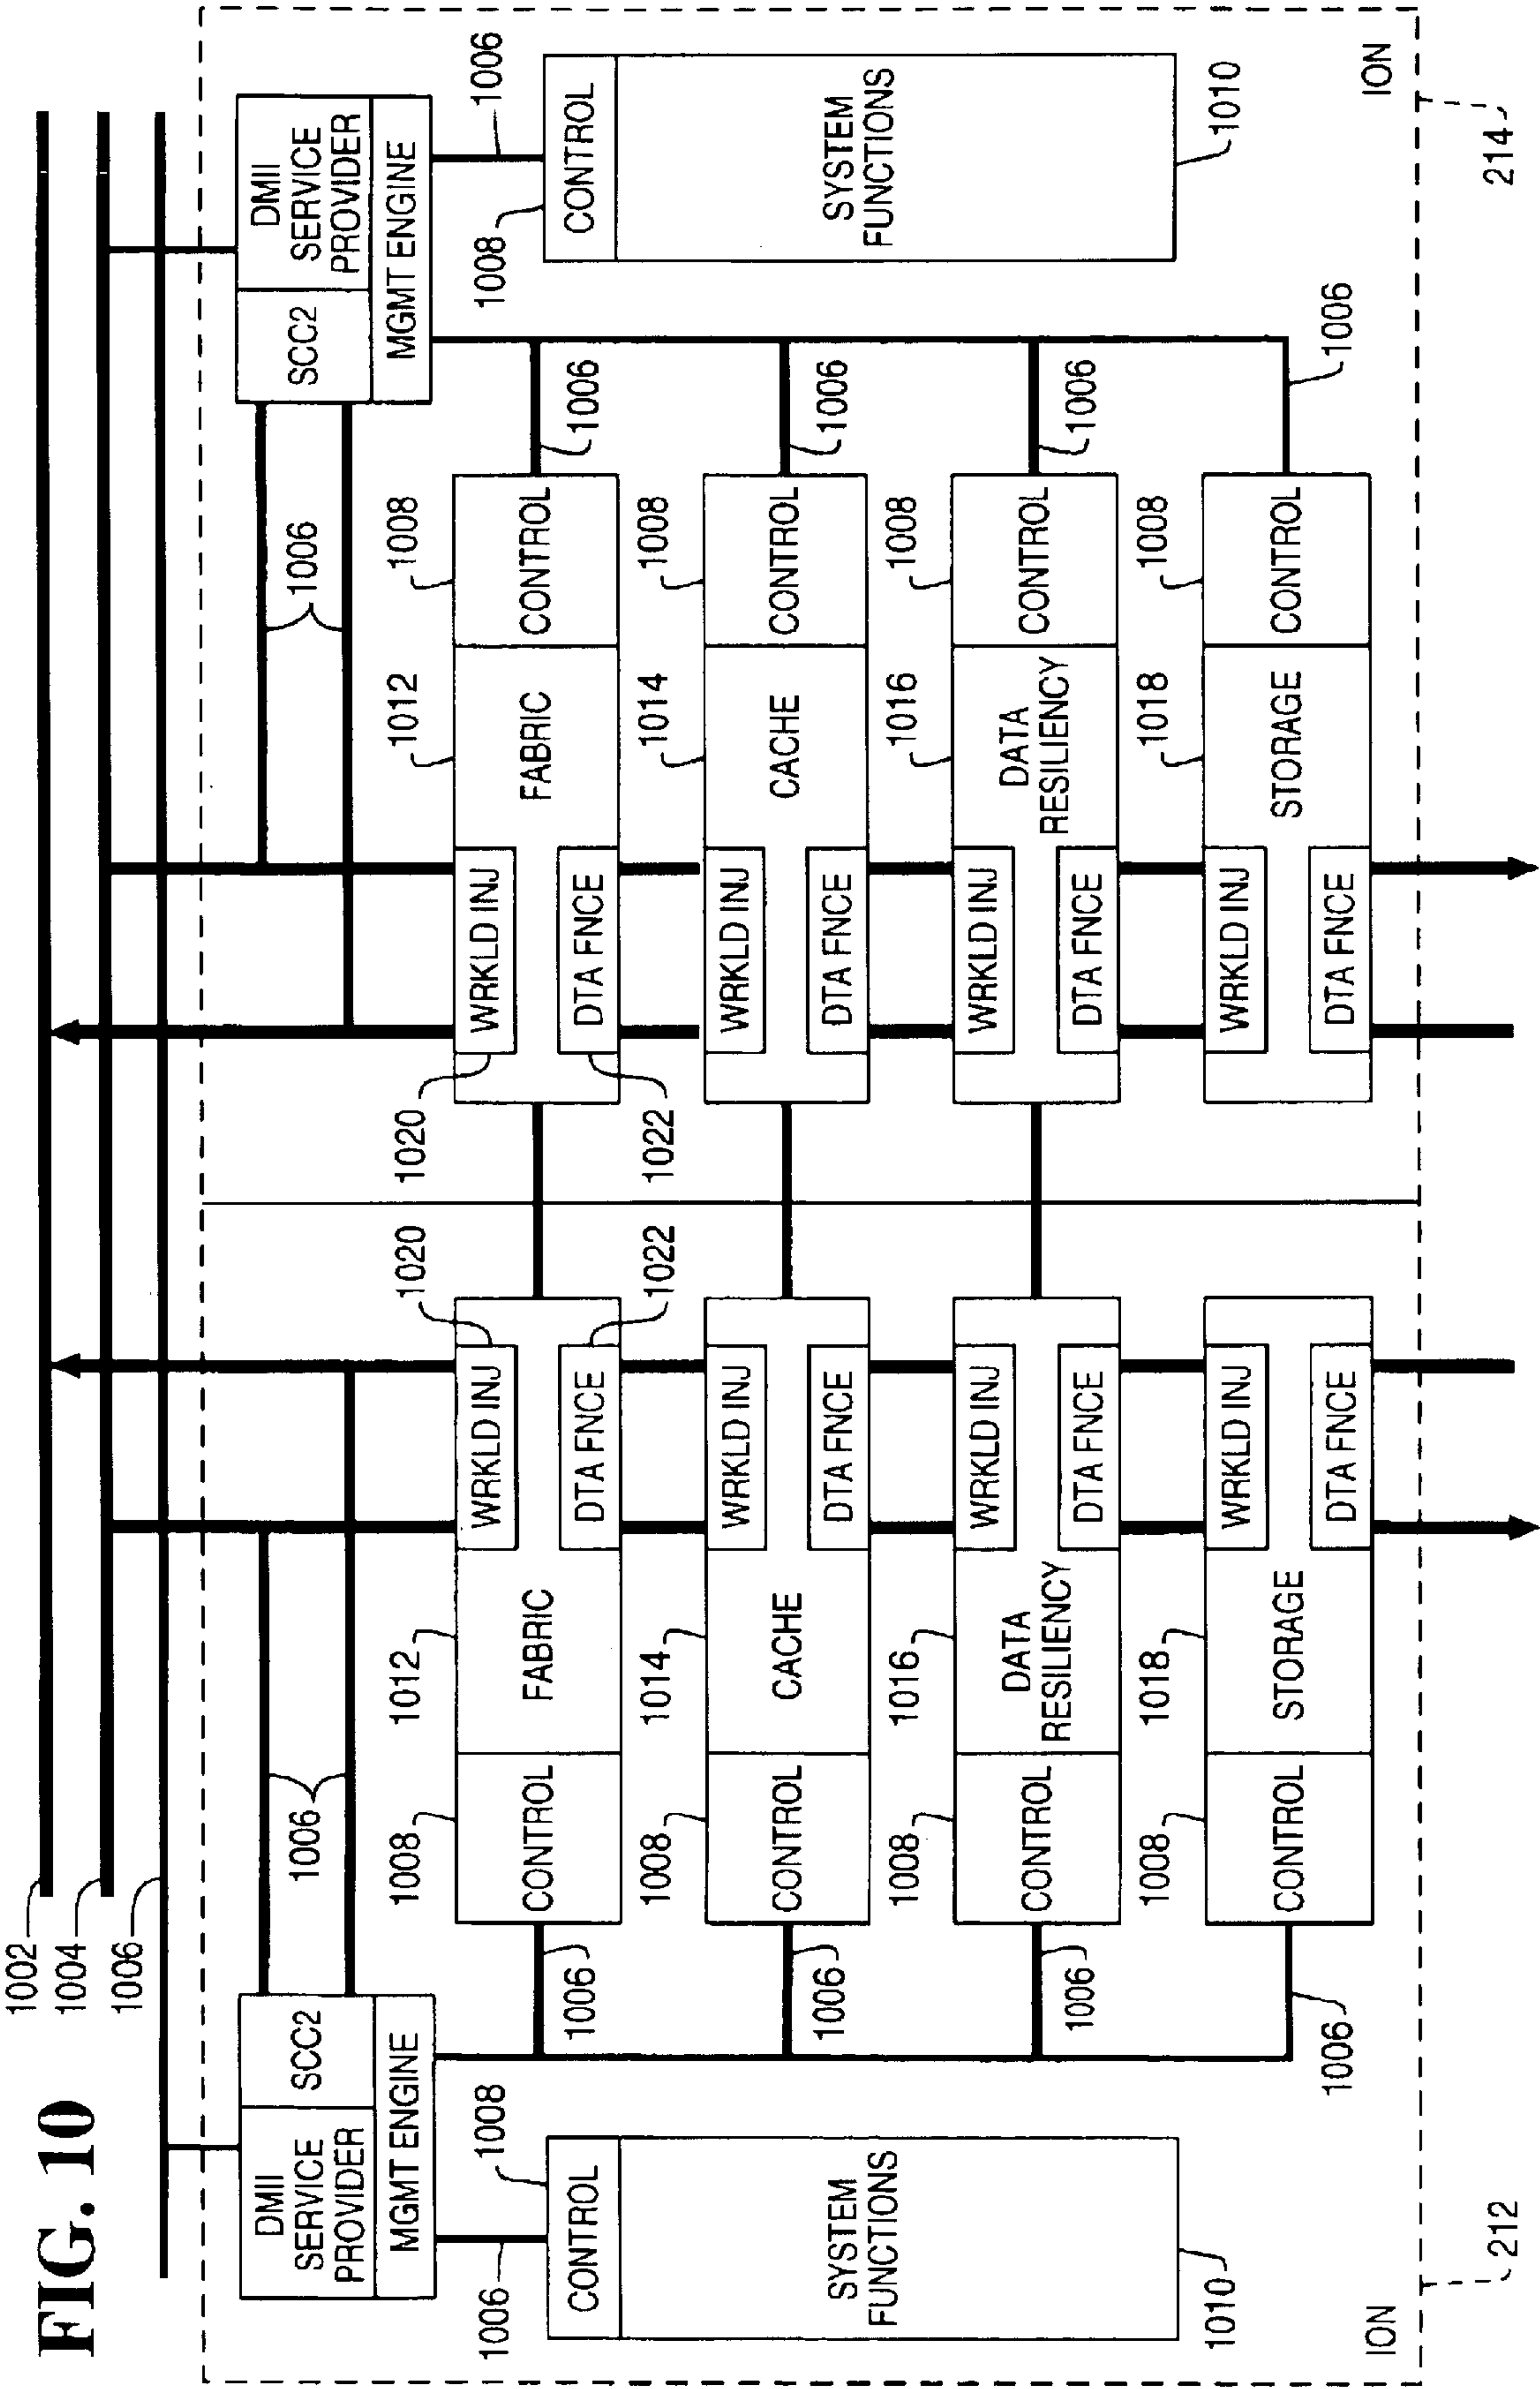 FIG. 10
1002
1004
1006
DMII
SERVICE
PROVIDER
SCC2
MGMT ENGINE
1006
1006
1008
CONTROL
SYSTEM
FUNCTIONS
1010
1008
1012
1020
CONTROL
FABRIC
WRKLD INJ
DTA FNCE
1022
1006
1008
1014
CONTROL
CACHE
WRKLD INJ
DTA FNCE
1006
1008
1016
CONTROL
DATA
RESILIENCY
WRKLD INJ
DTA FNCE
1006
1008
1018
CONTROL
STORAGE
WRKLD INJ
DTA FNCE
1006
ION
212
SCC2
DMII
SERVICE
PROVIDER
MGMT ENGINE
1006
1006
1008
CONTROL
SYSTEM
FUNCTIONS
1010
1020
1012
1008
WRKLD INJ
DTA FNCE
FABRIC
CONTROL
1022
1006
1014
1008
WRKLD INJ
DTA FNCE
CACHE
CONTROL
1006
1016
1008
WRKLD INJ
DTA FNCE
DATA
RESILIENCY
CONTROL
1006
1018
1008
WRKLD INJ
DTA FNCE
STORAGE
CONTROL
1006
ION
214